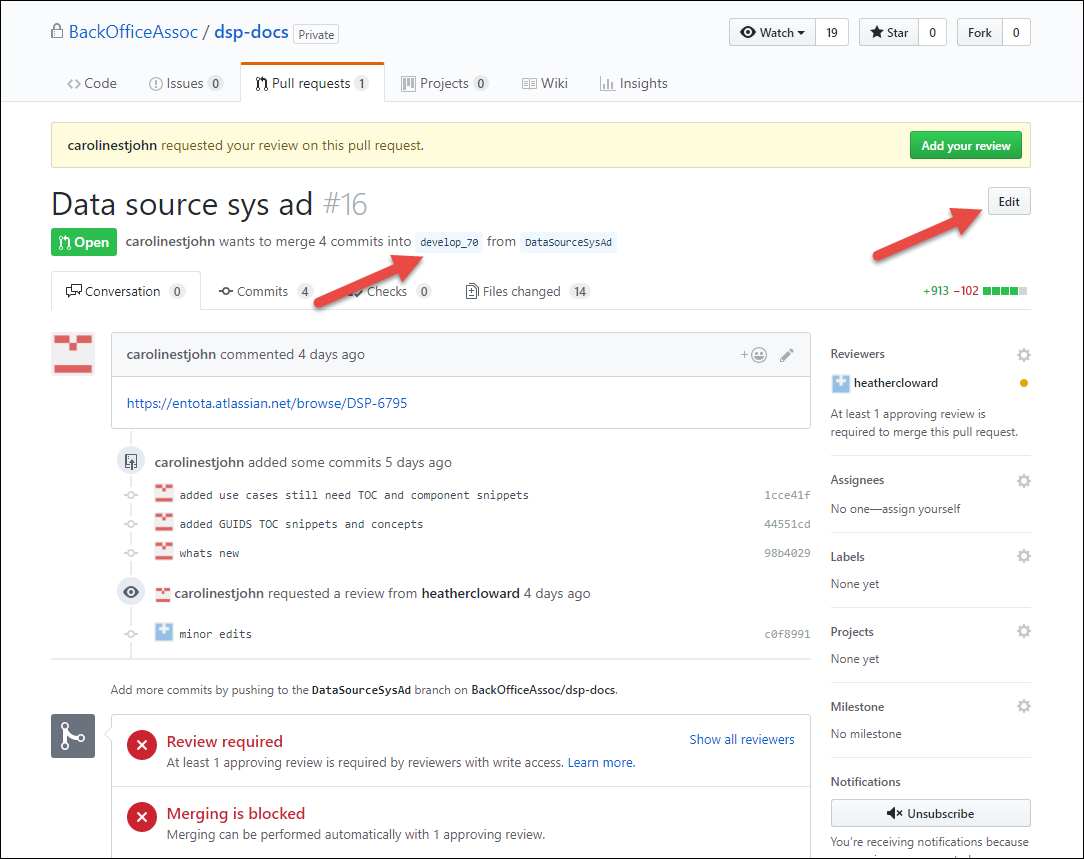 BackOfficeAssoc / dsp-docs Private
Watch 19 Star 0 Fork 0
Code Issues 0 Pull requests 1 Projects 0 Wiki Insights
carolinestjohn requested your review on this pull request. Add your review
Data source sys ad #16 Edit
Open carolinestjohn wants to merge 4 commits into develop_70 from DataSourceSysAd
Conversation 0 Commits 4 Checks 0 Files changed 14 +913 −102
carolinestjohn commented 4 days ago
https://entota.atlassian.net/browse/DSP-6795
carolinestjohn added some commits 5 days ago
added use cases still need TOC and component snippets 1cce41f
added GUIDS TOC snippets and concepts 44551cd
whats new 98b4029
carolinestjohn requested a review from heathercloward 4 days ago
minor edits c0f8991
Add more commits by pushing to the DataSourceSysAd branch on BackOfficeAssoc/dsp-docs.
Review required Show all reviewers
At least 1 approving review is required by reviewers with write access. Learn more.
Merging is blocked
Merging can be performed automatically with 1 approving review.
Reviewers
heathercloward
At least 1 approving review is
required to merge this pull request.
Assignees
No one—assign yourself
Labels
None yet
Projects
None yet
Milestone
No milestone
Notifications
Unsubscribe
You're receiving notifications because